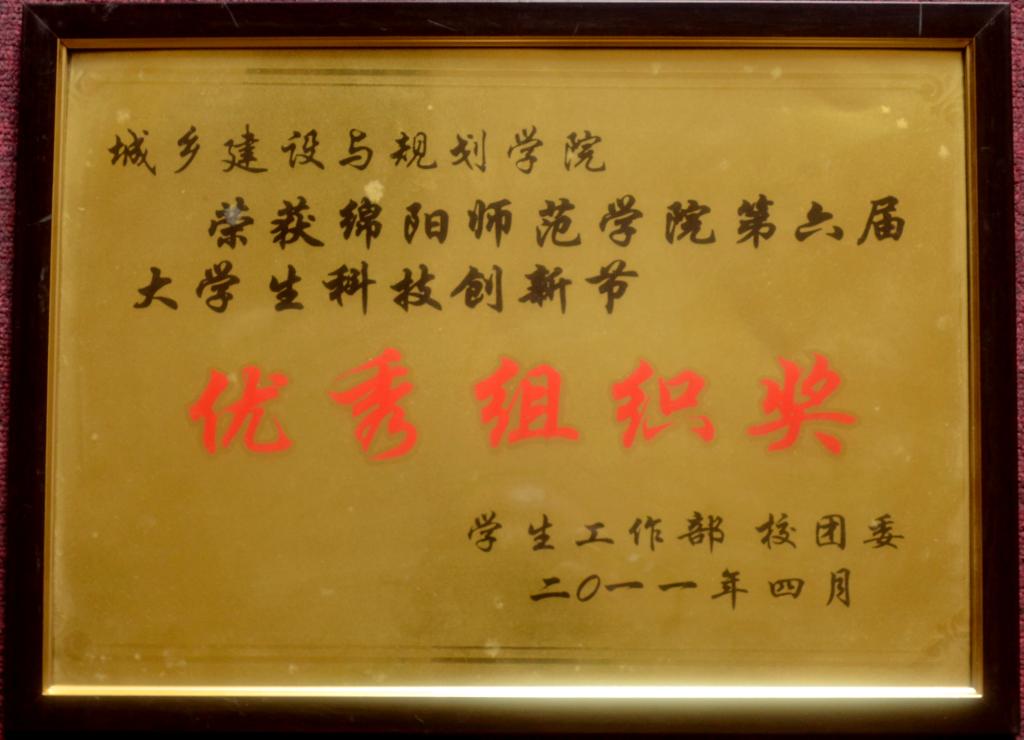 城乡建设与规划学院
荣获绵阳师范学院第六届
大学生科技创新节
优秀组织奖
学生工作部 校团委
二〇一一年四月